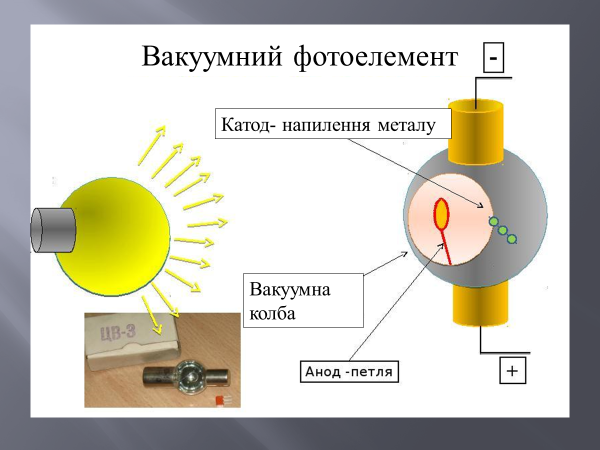 Вакуумний фотоелемент
-
Катод- напилення металу
Вакуумна
колба
ЦВ-3
Анод -петля
+